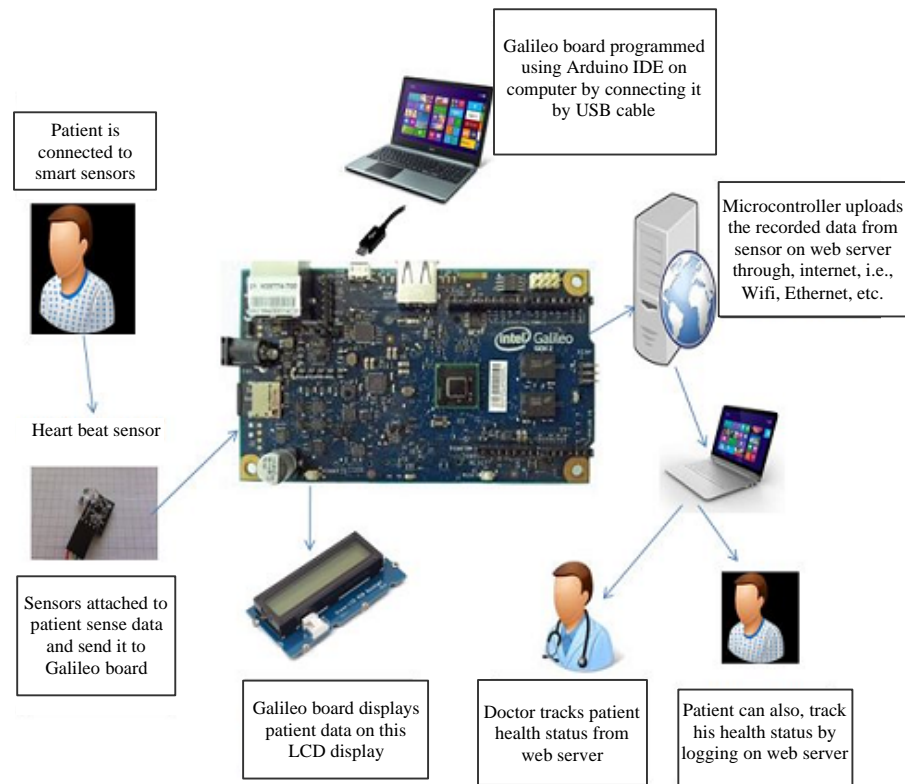 Galileo board programmed
using Arduino IDE on
computer by connecting it
by USB cable
Patient is
connected to
smart sensors
Microcontroller uploads
the recorded data from
sensor on web server
through, internet, i.e.,
Wifi, Ethernet, etc.
intel Galileo
GEN 2
Heart beat sensor
Sensors attached to
patient sense data
and send it to
Galileo board
Galileo board displays
patient data on this
LCD display
Doctor tracks patient
health status from
web server
Patient can also, track
his health status by
logging on web server